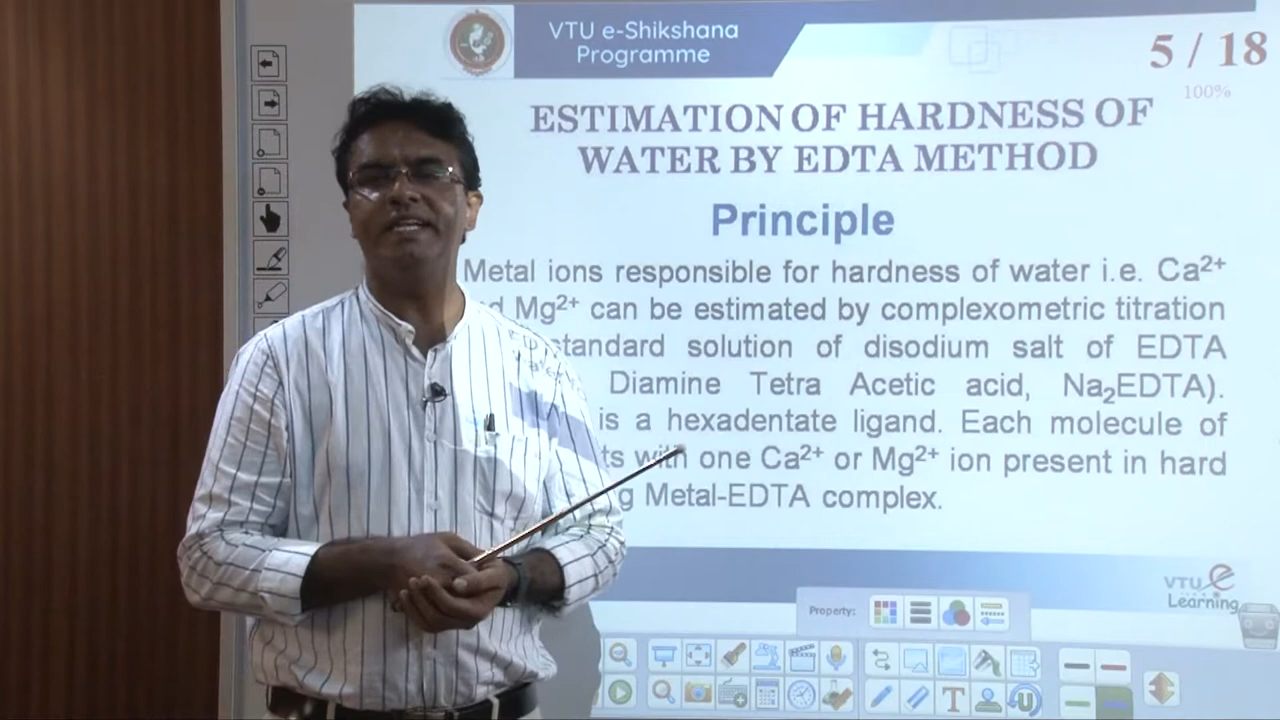 VTU e-Shikshana
Programme
5 / 18
100%
ESTIMATION OF HARDNESS OF
WATER BY EDTA METHOD
Principle
Metal ions responsible for hardness of water i.e. Ca²⁺
Mg²⁺ can be estimated by complexometric titration
standard solution of disodium salt of EDTA
Diamine Tetra Acetic acid, Na₂EDTA).
is a hexadentate ligand. Each molecule of
with one Ca²⁺ or Mg²⁺ ion present in hard
Metal-EDTA complex.
VTU e
Learning
Property: